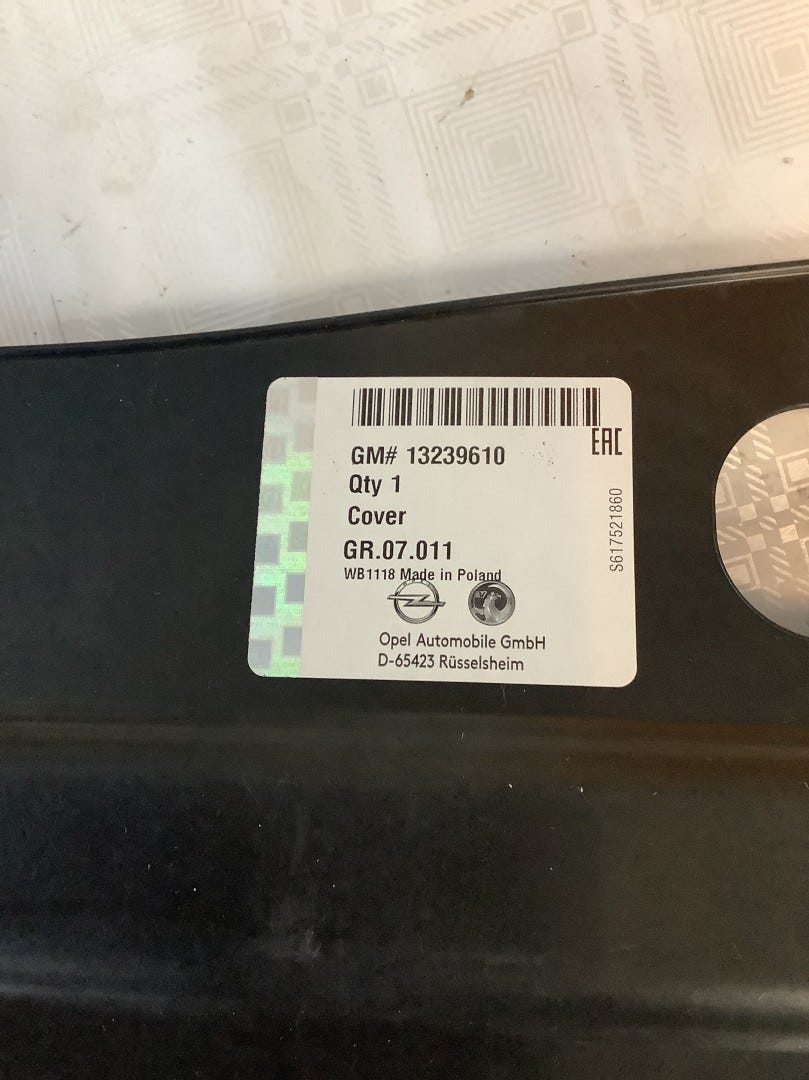 GM# 13239610
EAC
Qty 1
Cover
GR.07.011
WB1118 Made in Poland
S617521860
Opel Automobile GmbH
D-65423 Rüsselsheim